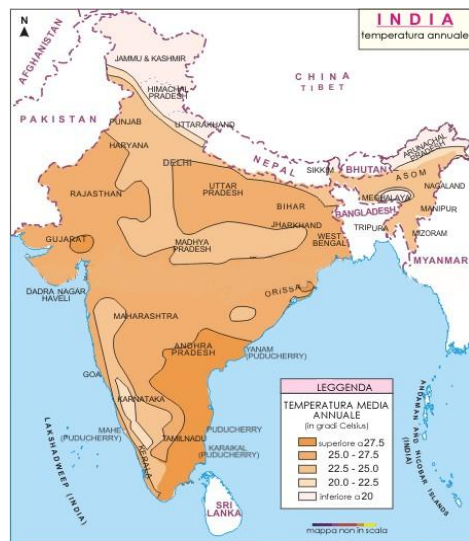 INDIA
temperatura annuale
N
AFGHANISTAN
JAMMU & KASHMIR
CHINA
TIBET
HIMACHAL
PRADESH
PAKISTAN
PUNJAB
UTTARAKHAND
HARYANA
DELHI
NEPAL
SIKKIM
BHUTAN
ARUNACHAL
PRADESH
ASOM
NAGALAND
RAJASTHAN
UTTAR
PRADESH
BIHAR
MEGHALAYA
MANIPUR
BANGLADESH
JHARKHAND
WEST
BENGAL
TRIPURA
MIZORAM
GUJARAT
MADHYA
PRADESH
MYANMAR
DADRA NAGAR
HAVELI
ORISSA
MAHARASHTRA
ANDHRA
PRADESH
YANAM
(PUDUCHERRY)
GOA
KARNATAKA
MAHE
(PUDUCHERRY)
PUDUCHERRY
TAMILNADU
KARAIKAL
(PUDUCHERRY)
KERALA
LAKSHADWEEP (INDIA)
ANDAMAN AND NICOBAR ISLANDS
(INDIA)
SRI
LANKA
LEGGENDA
TEMPERATURA MEDIA
ANNUALE
(in gradi Celsius)
superiore a 27.5
25.0 - 27.5
22.5 - 25.0
20.0 - 22.5
inferiore a 20
mappa non in scala